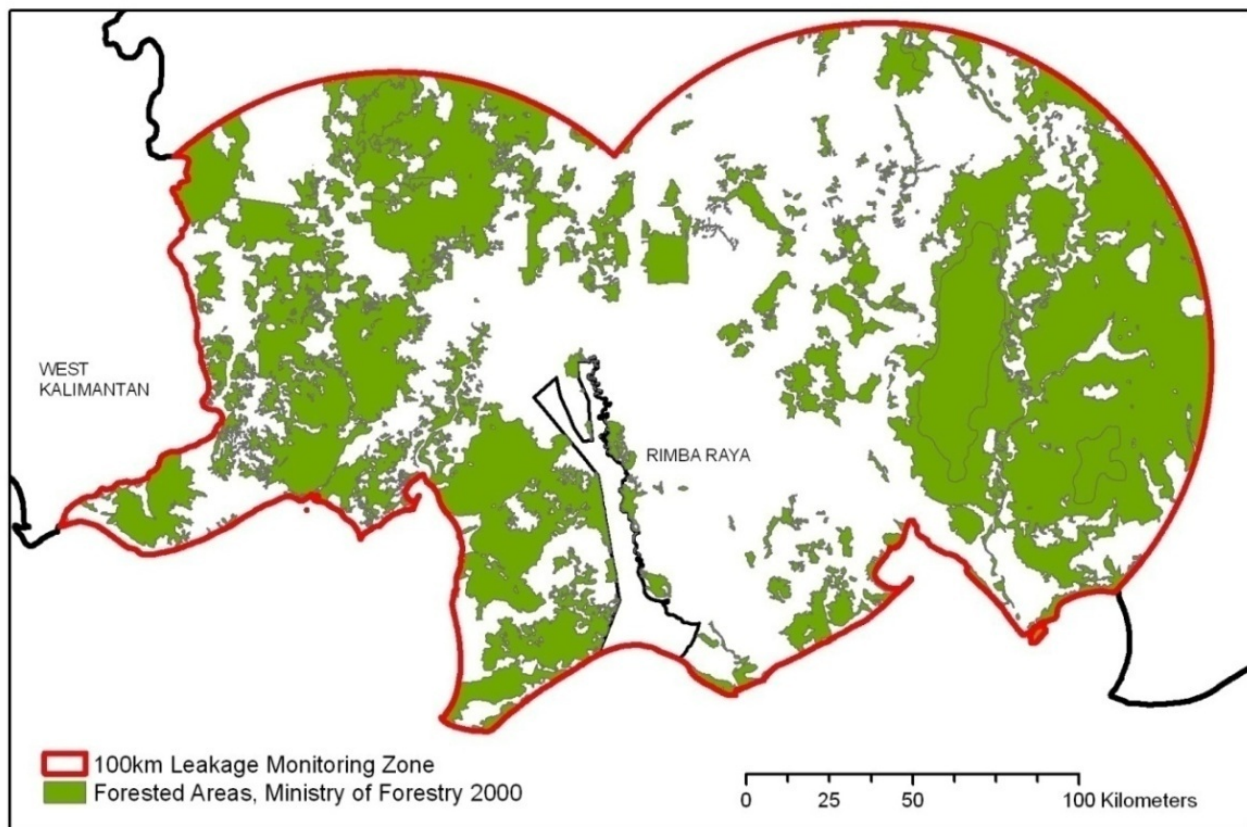 WEST
KALIMANTAN
RIMBA RAYA
100km Leakage Monitoring Zone
Forested Areas, Ministry of Forestry 2000
0 25 50 100 Kilometers